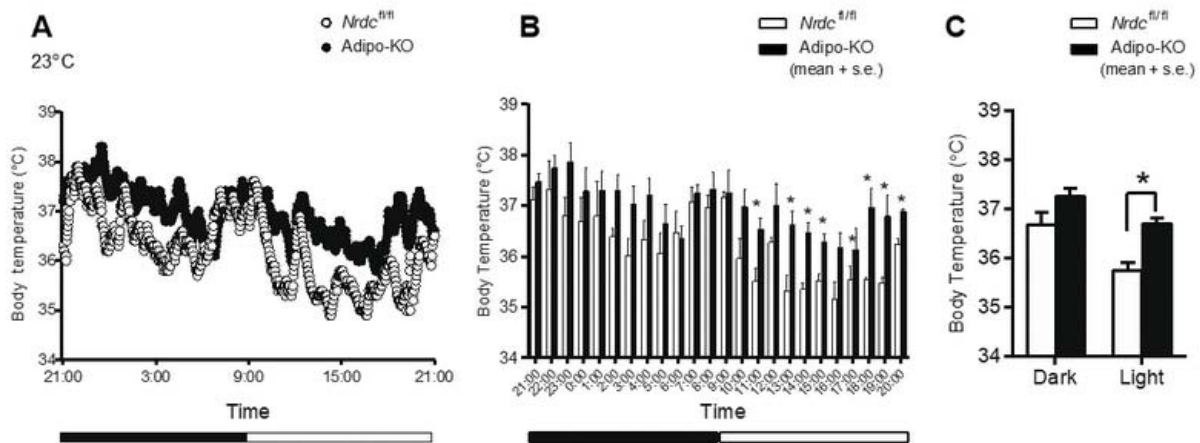 A
Nrdc fl/fl
Adipo-KO
23°C
Body temperature (°C)
39
38
37
36
35
34
21:00
3:00
9:00
15:00
21:00
Time
B
Nrdc fl/fl
Adipo-KO
(mean + s.e.)
Body Temperature (°C)
39
38
37
36
35
34
* * * * * * * *
21:00
22:00
23:00
0:00
1:00
2:00
3:00
4:00
5:00
6:00
7:00
8:00
9:00
10:00
11:00
12:00
13:00
14:00
15:00
16:00
17:00
18:00
19:00
20:00
Time
C
Nrdc fl/fl
Adipo-KO
(mean + s.e.)
Body Temperature (°C)
39
38
37
36
35
34
*
Dark
Light